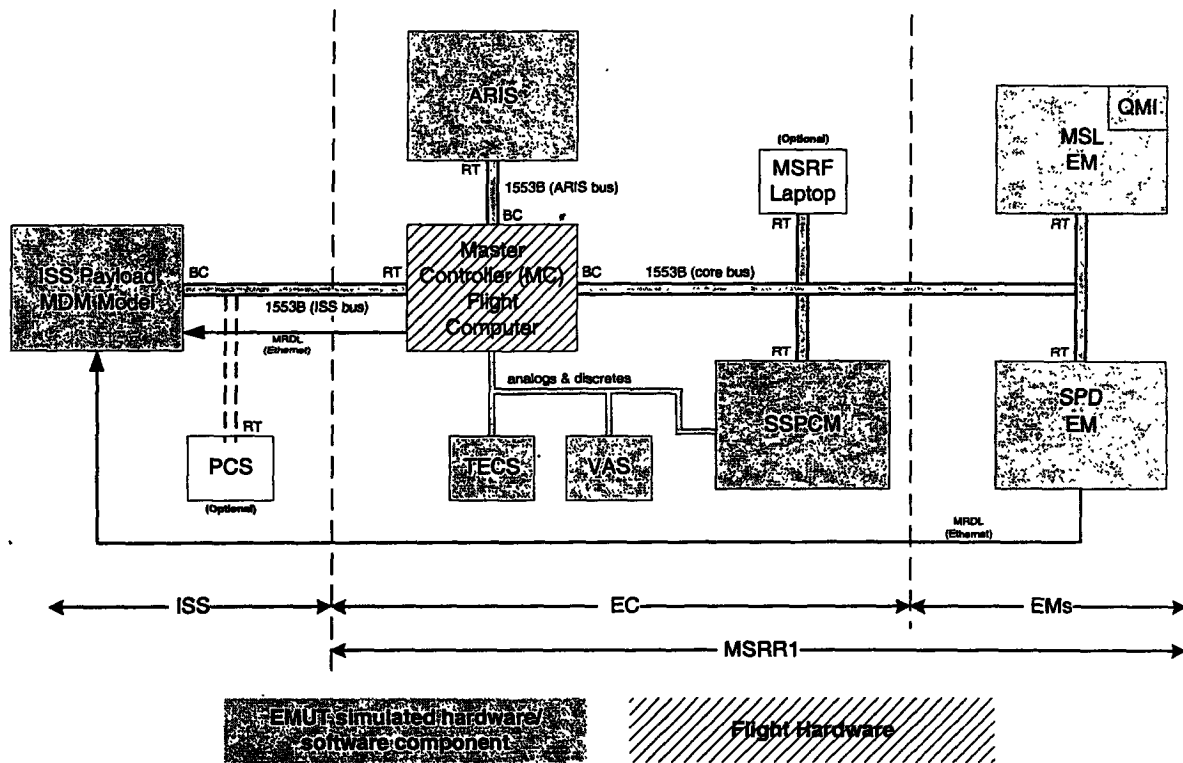 ARIS
RT
1553B (ARIS bus)
BC
(Optional)
MSRF
Laptop
RT
QMI
MSL
EM
RT
ISS Payload
MDM Model
BC
1553B (ISS bus)
RT
MRDL
(Ethernet)
Master
Controller (MC)
Flight
Computer
BC
1553B (core bus)
RT
PCS
(Optional)
analogs & discretes
TECS
VAS
RT
SSPCM
RT
SPD
EM
MRDL
(Ethernet)
ISS
EC
EMs
MSRR1
EMUT-simulated hardware/
software component
Flight Hardware